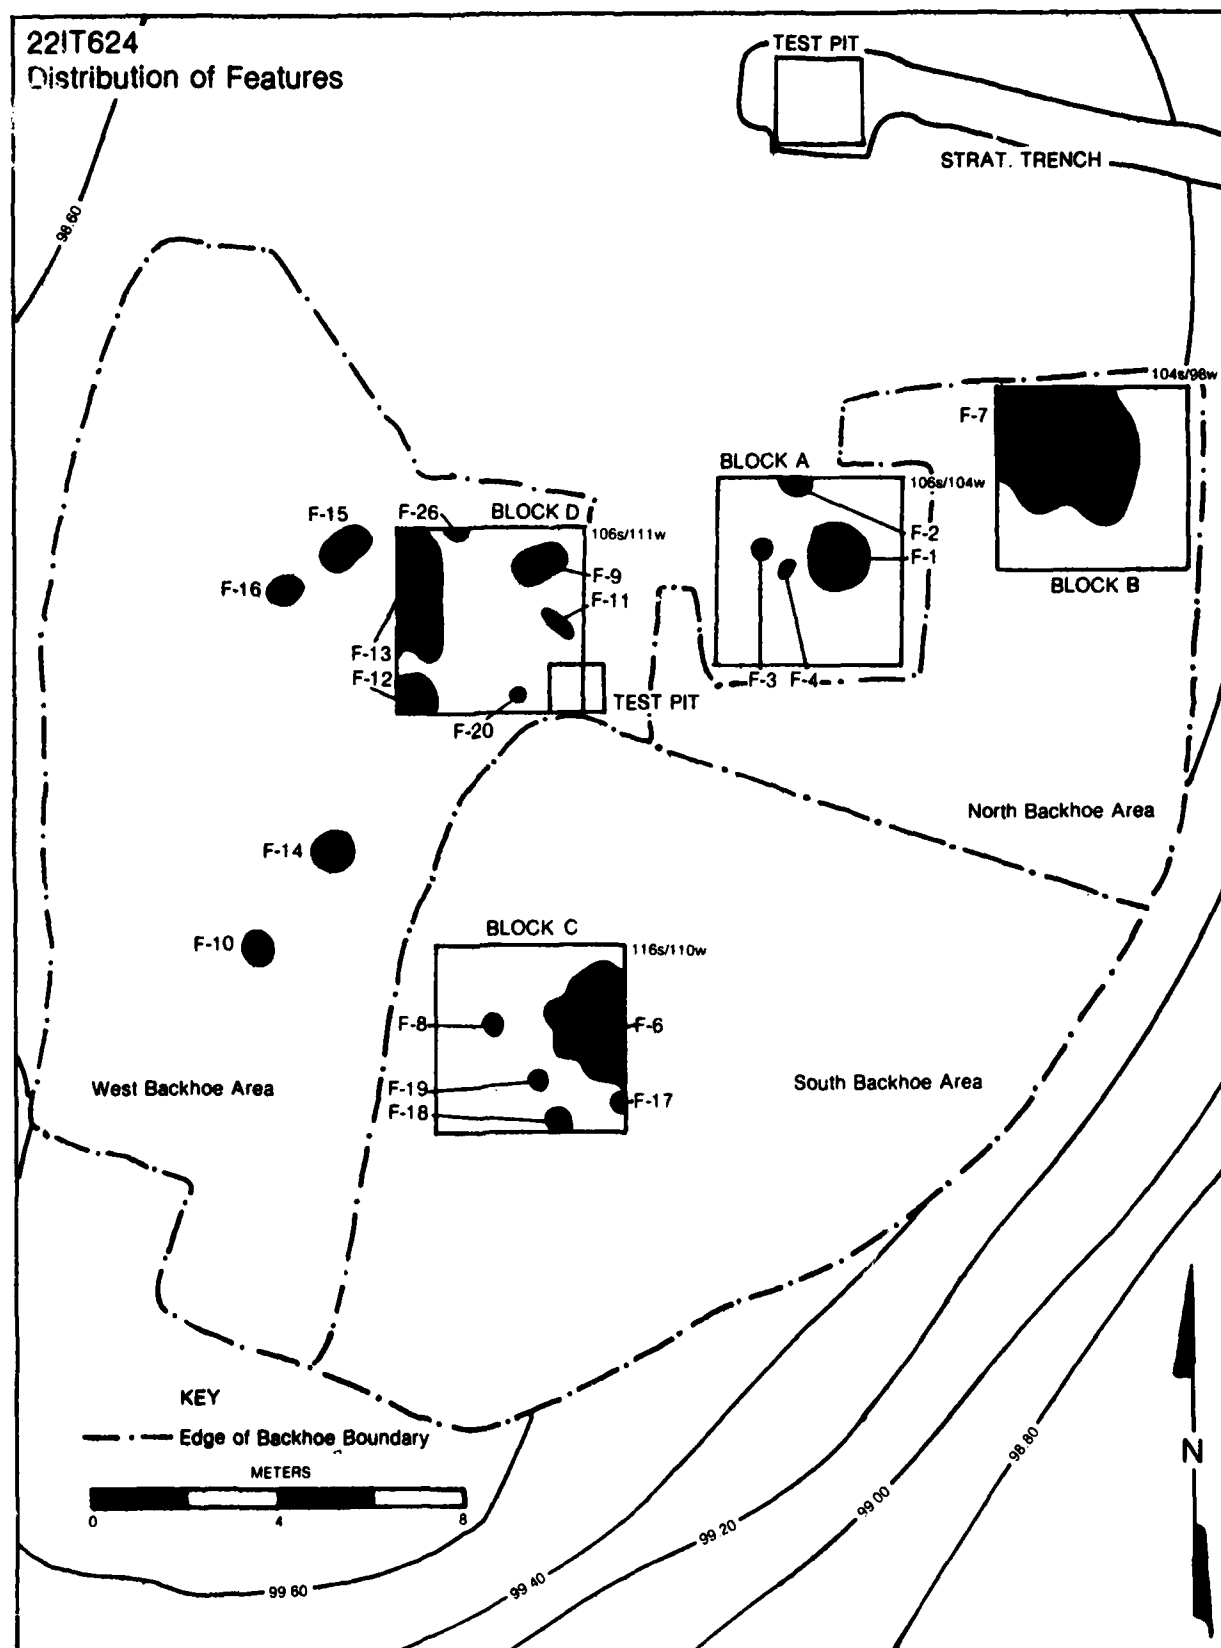 22IT624
Distribution of Features
TEST PIT
STRAT. TRENCH
98.60
104s/98w
F-7
BLOCK A
106s/104w
F-2
F-1
BLOCK B
F-15
F-26
BLOCK D
106s/111w
F-16
F-9
F-11
F-13
F-12
F-3
F-4
TEST PIT
F-20
North Backhoe Area
F-14
F-10
BLOCK C
116s/110w
F-8
F-6
West Backhoe Area
F-19
South Backhoe Area
F-18
F-17
KEY
Edge of Backhoe Boundary
METERS
0 4 8
N
98.80
99.00
99.20
99.40
99.60